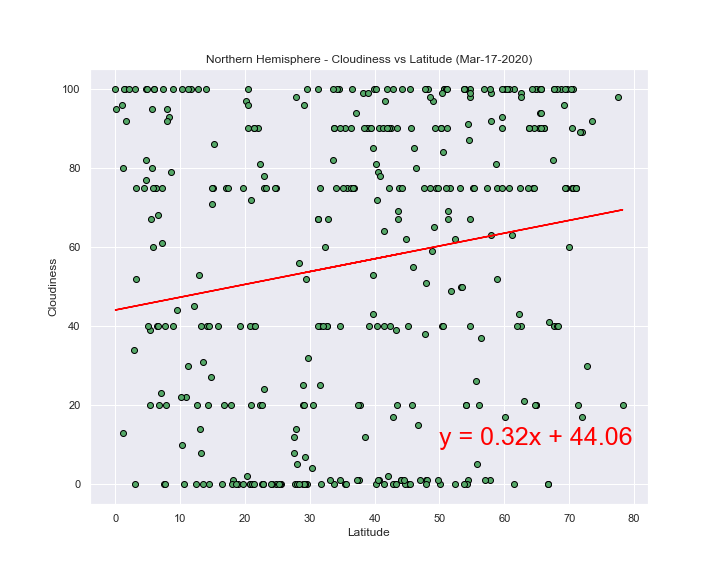 Northern Hemisphere - Cloudiness vs Latitude (Mar-17-2020)
100
80
60
40
20
0
Cloudiness
y = 0.32x + 44.06
0 10 20 30 40 50 60 70 80
Latitude